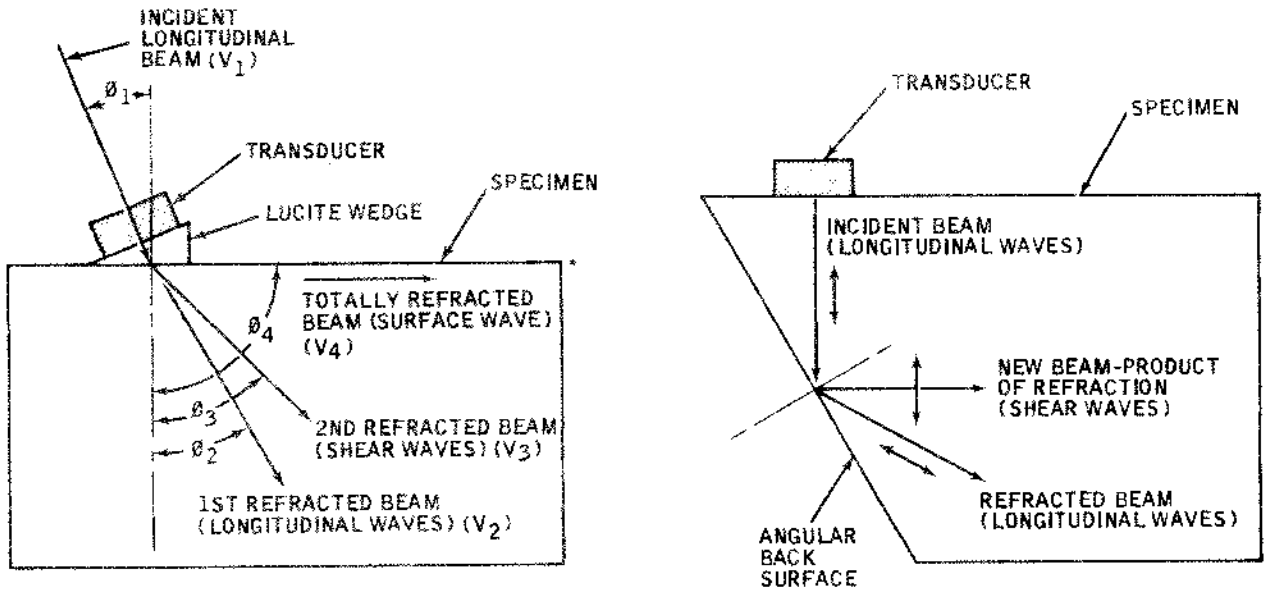 INCIDENT
LONGITUDINAL
BEAM (V1)
Ø1
TRANSDUCER
LUCITE WEDGE
SPECIMEN
TOTALLY REFRACTED
BEAM (SURFACE WAVE)
(V4)
Ø4
Ø3
Ø2
2ND REFRACTED BEAM
(SHEAR WAVES) (V3)
1ST REFRACTED BEAM
(LONGITUDINAL WAVES) (V2)
TRANSDUCER
SPECIMEN
INCIDENT BEAM
(LONGITUDINAL WAVES)
NEW BEAM-PRODUCT
OF REFRACTION
(SHEAR WAVES)
REFRACTED BEAM
(LONGITUDINAL WAVES)
ANGULAR
BACK
SURFACE